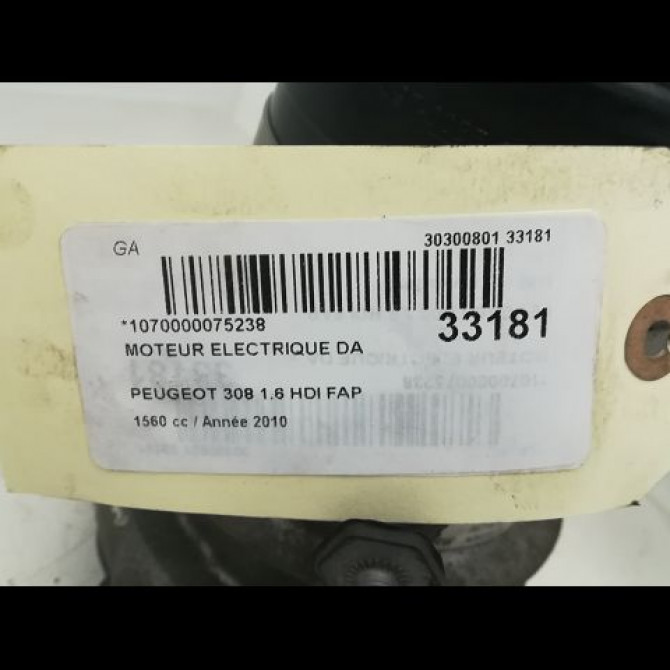 GA
30300801 33181
*1070000075238
33181
MOTEUR ELECTRIQUE DA
PEUGEOT 308 1.6 HDI FAP
1560 cc / Année 2010